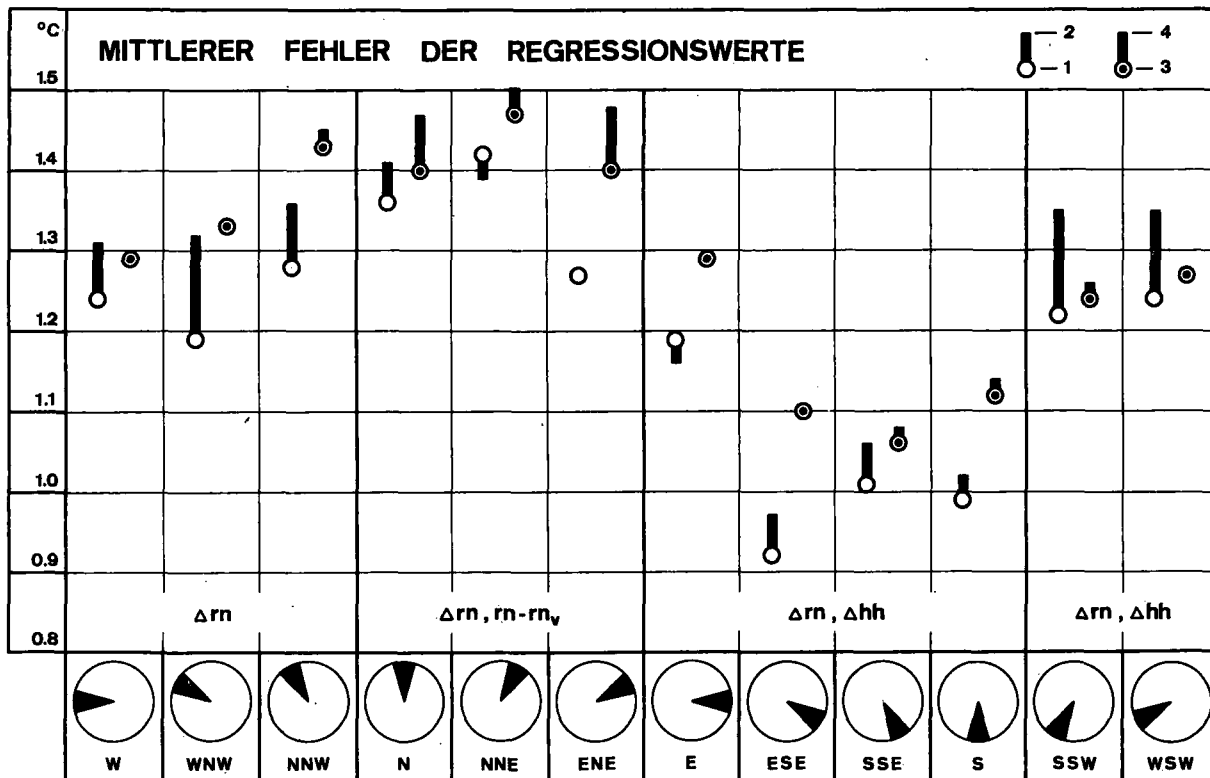 °C
MITTLERER FEHLER DER REGRESSIONSWERTE
2 4
1 3
1.5
1.4
1.3
1.2
1.1
1.0
0.9
0.8
Δrn Δrn, rn-rnᵥ Δrn, Δhh Δrn, Δhh
W WNW NNW N NNE ENE E ESE SSE S SSW WSW